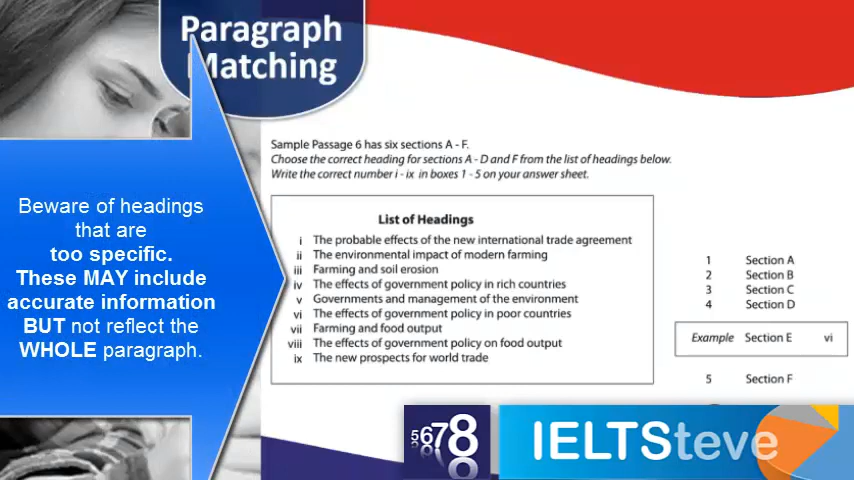 Paragraph
Matching
Beware of headings
that are
too specific.
These MAY include
accurate information
BUT not reflect the
WHOLE paragraph.
Sample Passage 6 has six sections A - F.
Choose the correct heading for sections A - D and F from the list of headings below.
Write the correct number i - ix in boxes 1 - 5 on your answer sheet.
List of Headings
i The probable effects of the new international trade agreement
ii The environmental impact of modern farming
iii Farming and soil erosion
iv The effects of government policy in rich countries
v Governments and management of the environment
vi The effects of government policy in poor countries
vii Farming and food output
viii The effects of government policy on food output
ix The new prospects for world trade
1 Section A
2 Section B
3 Section C
4 Section D
Example Section E vi
5 Section F
5678
IELTSteve